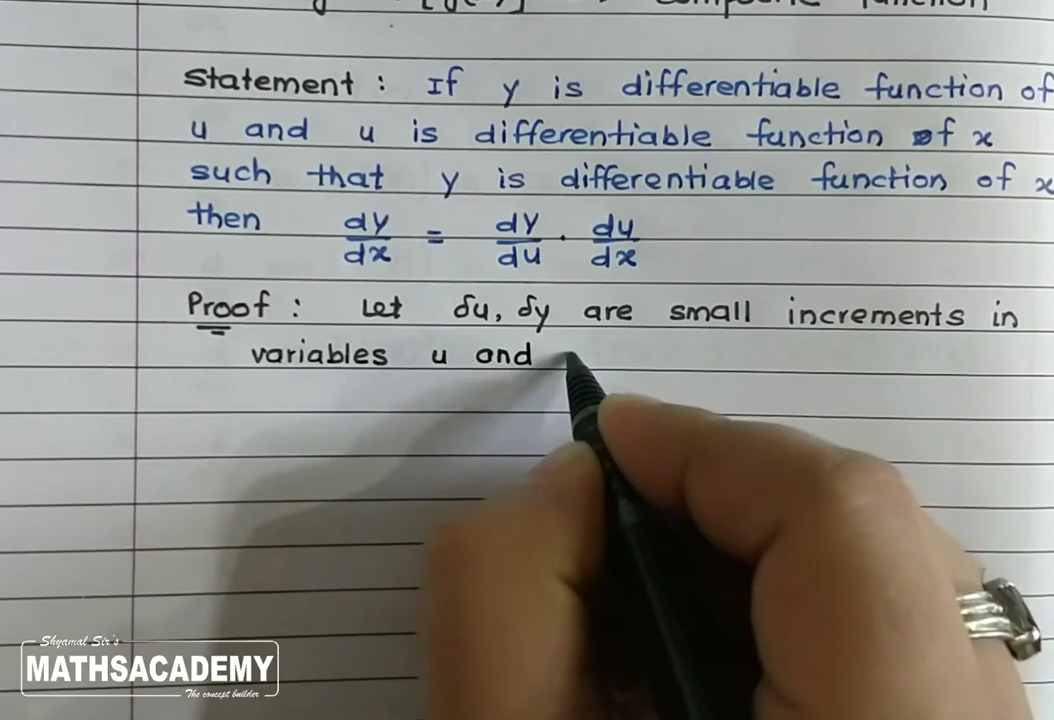 Statement : If y is differentiable function of
u and u is differentiable function of x
such that y is differentiable function of x
then dy/dx = dy/du . du/dx
Proof : Let δu, δy are small increments in
variables u and
Shyamal Sir's
MATHSACADEMY
The concept builder